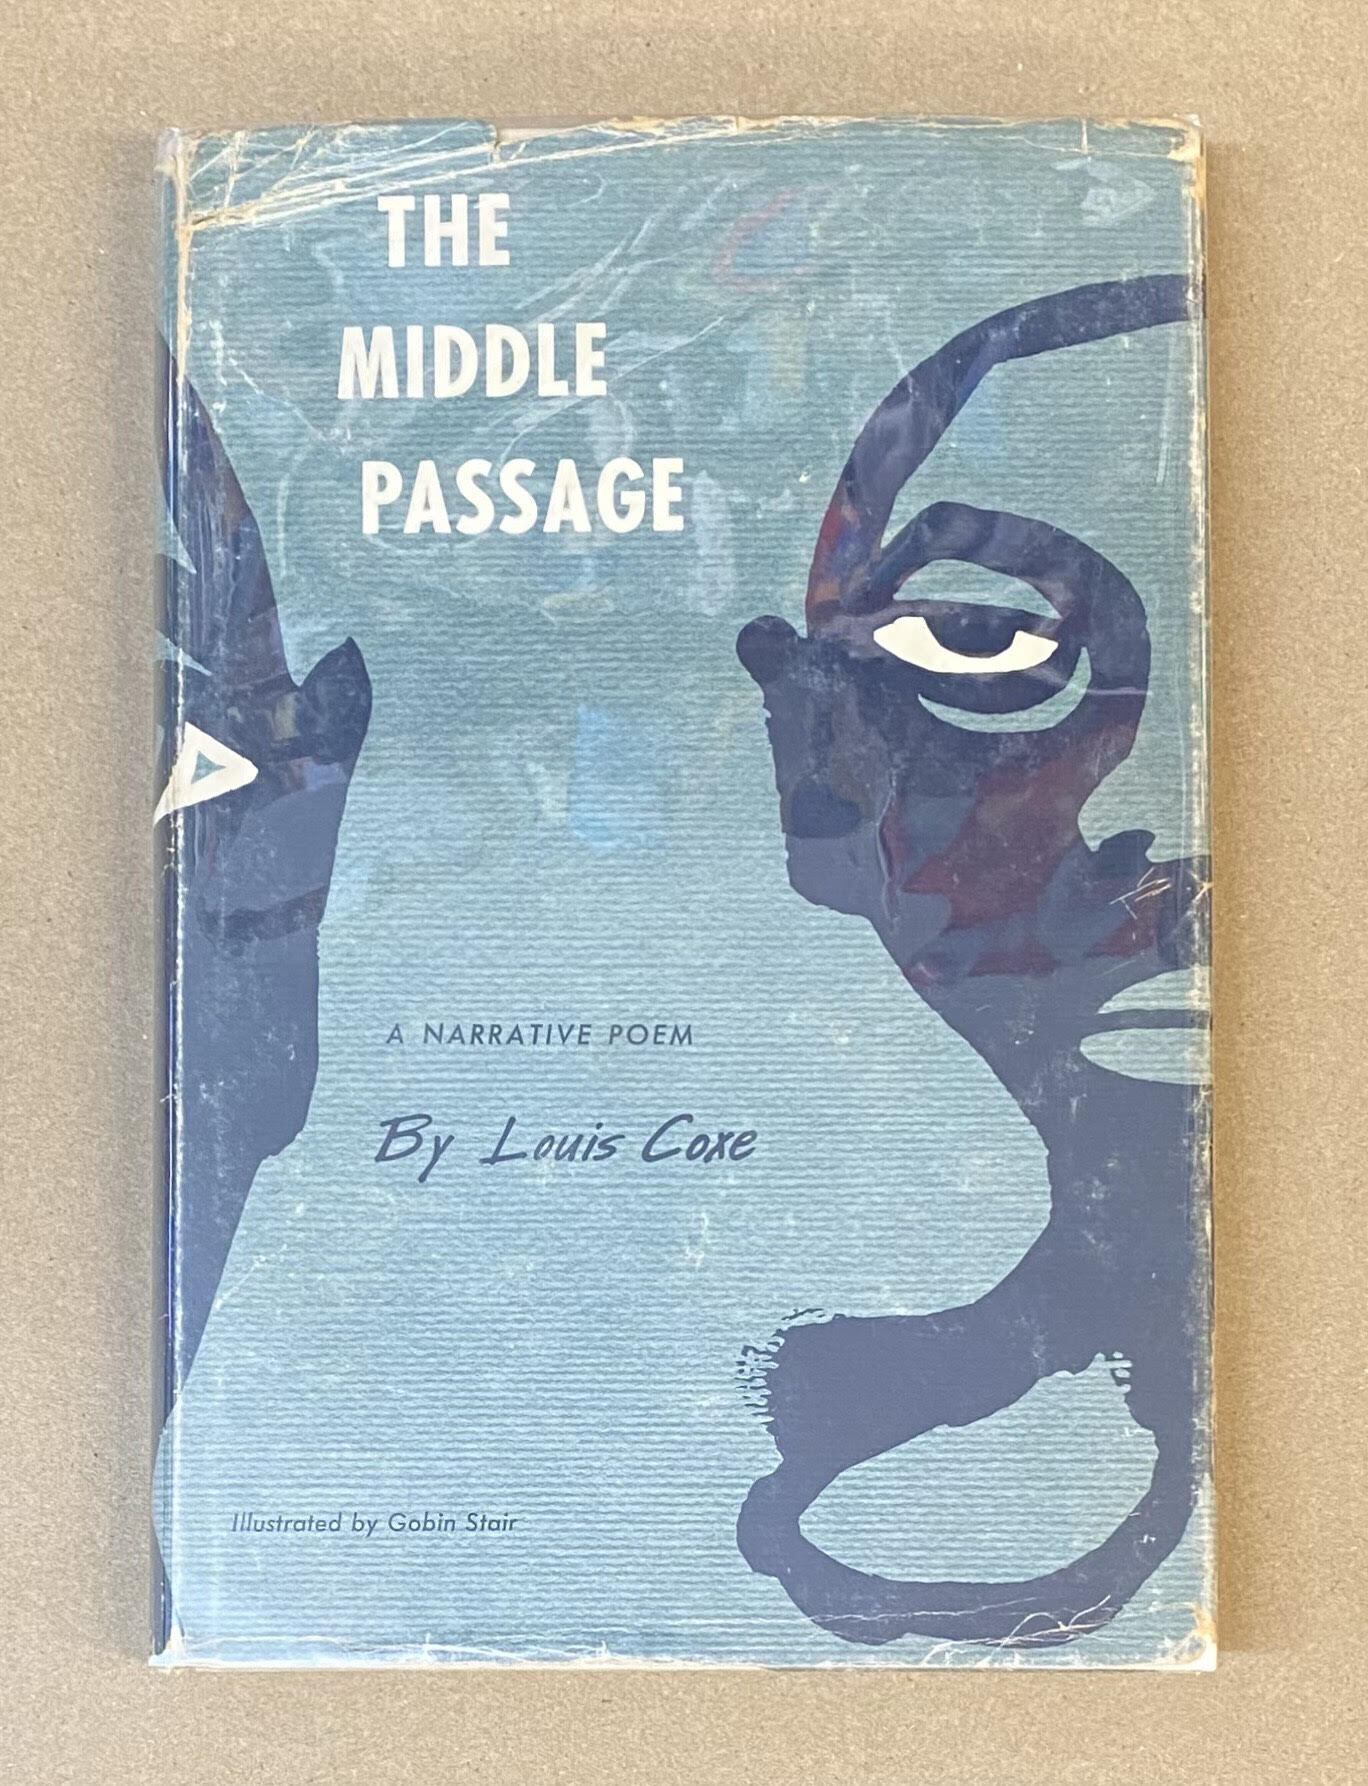 THE
MIDDLE
PASSAGE
A NARRATIVE POEM
By Louis Coxe
Illustrated by Gobin Stair